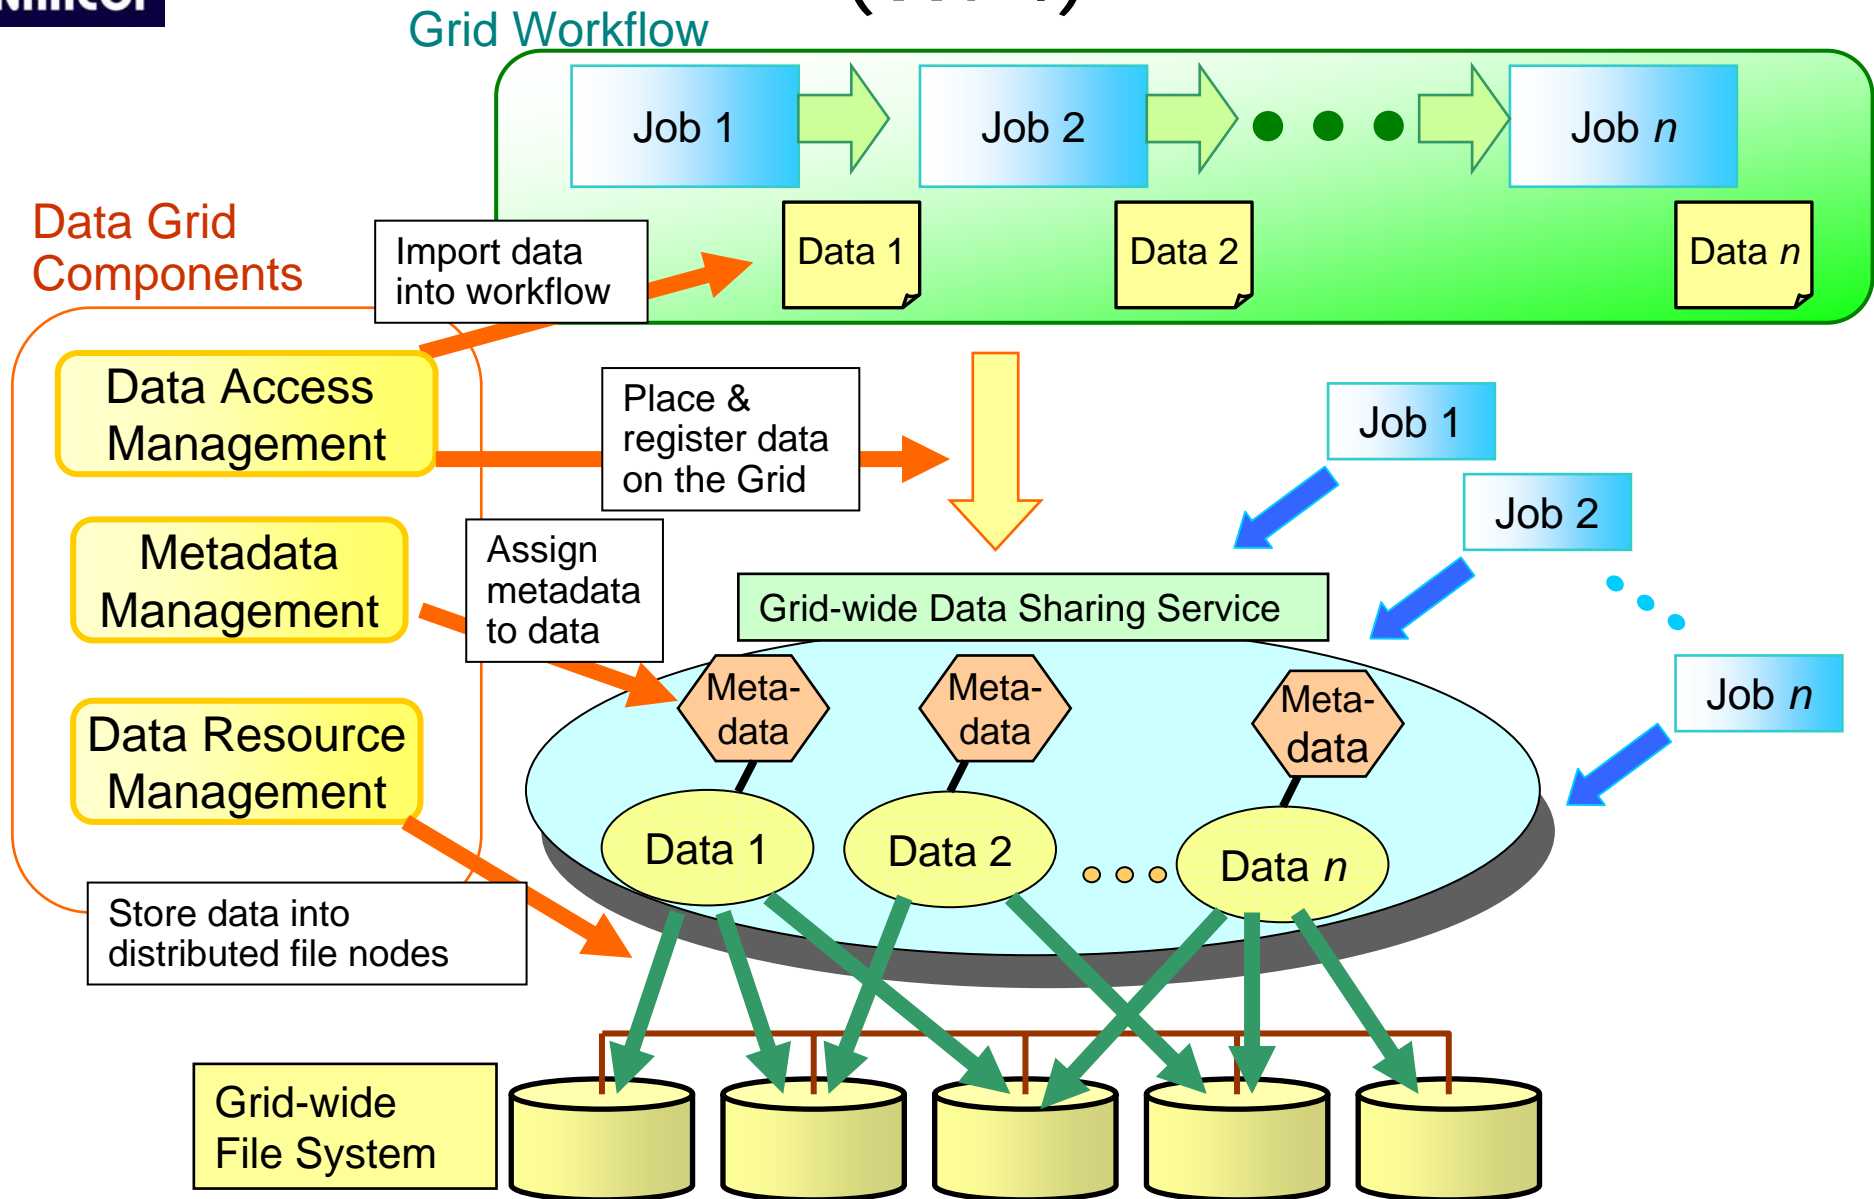 Grid Workflow
Job 1
Job 2
Job n
Data 1
Data 2
Data n
Data Grid
Components
Import data
into workflow
Data Access
Management
Place &
register data
on the Grid
Job 1
Job 2
Job n
Metadata
Management
Assign
metadata
to data
Grid-wide Data Sharing Service
Meta-
data
Meta-
data
Meta-
data
Data Resource
Management
Data 1
Data 2
Data n
Store data into
distributed file nodes
Grid-wide
File System